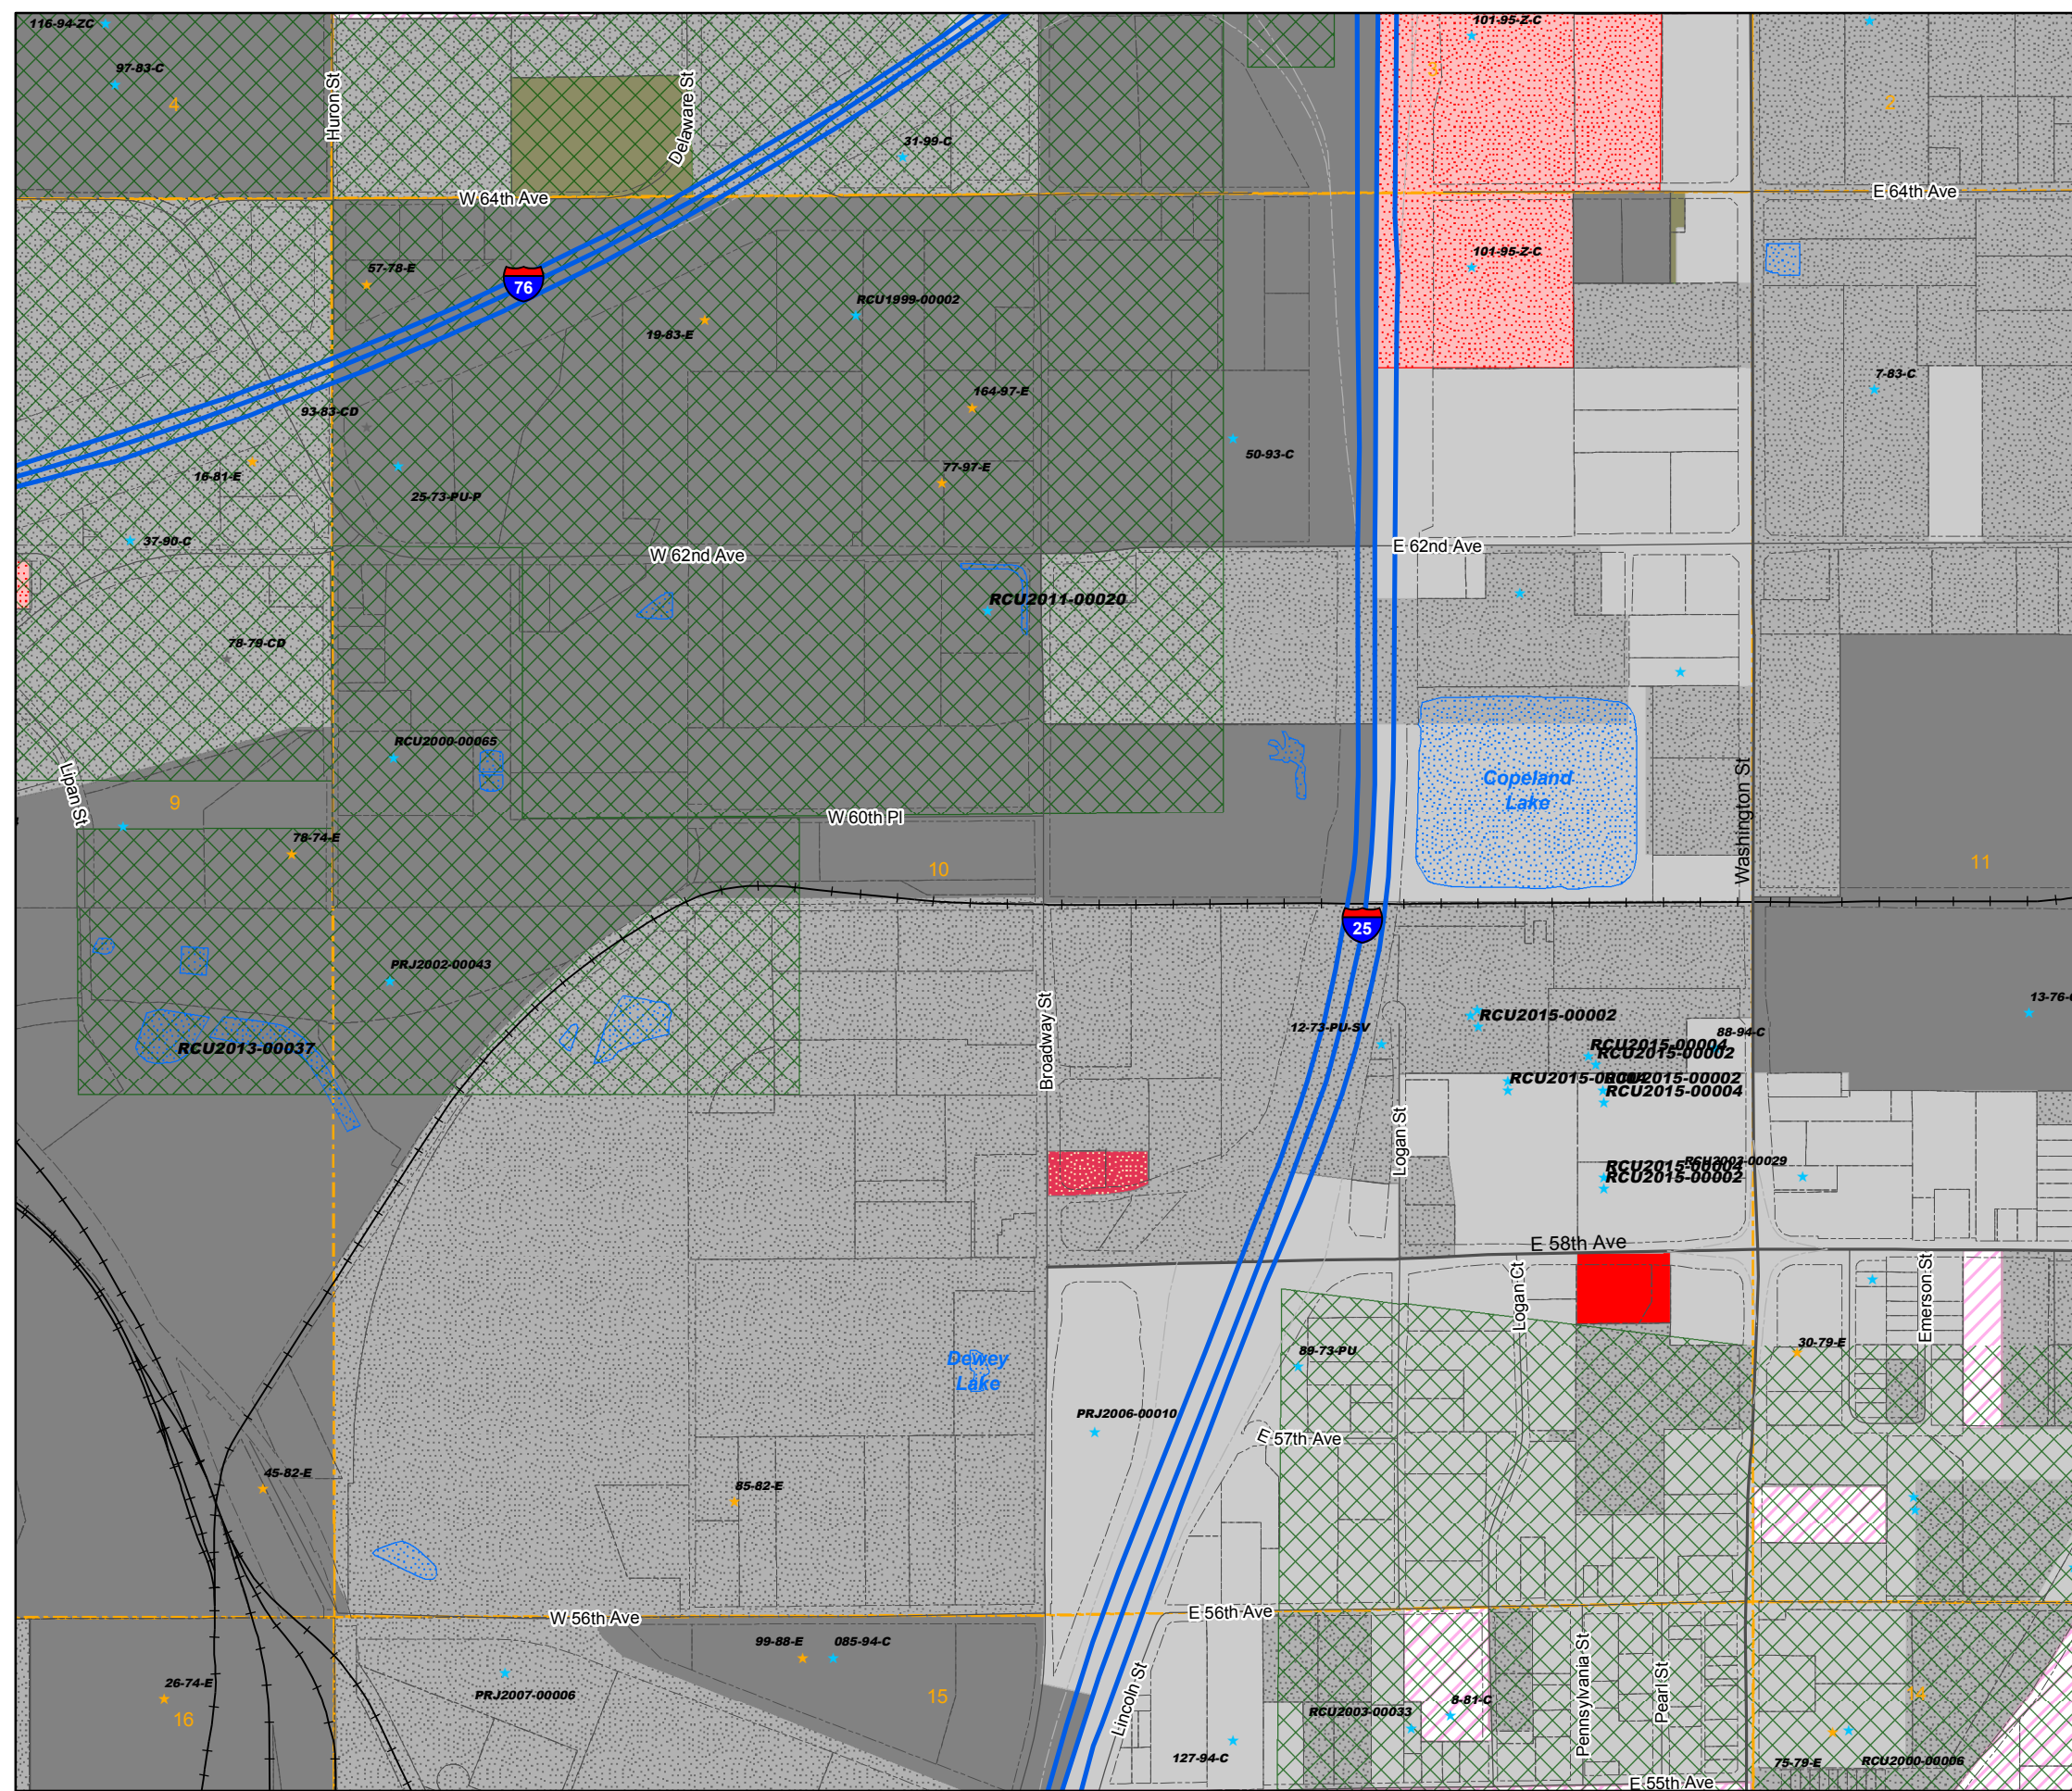 116-94-ZC
101-95-Z-C
97-83-C
4
3
2
Huron St
Delaware St
31-99-C
W 64th Ave
E 64th Ave
57-78-E
76
101-95-Z-C
RCU1999-00002
19-83-E
7-83-C
164-97-E
93-83-CD
50-93-C
77-97-E
16-81-E
25-73-PU-P
37-90-C
W 62nd Ave
E 62nd Ave
RCU2011-00020
78-79-CD
RCU2000-00065
Copeland
Lake
Lipan St
9
W 60th Pl
Washington St
78-74-E
10
11
25
PRJ2002-00043
13-76-
Broadway St
RCU2015-00002
12-73-PU-SV
88-94-C
RCU2013-00037
RCU2015-00004
RCU2015-00002
RCU2015-00004
RCU2015-00002
RCU2015-00004
Logan St
RCU2015-00004
RCU2002-00029
RCU2015-00002
E 58th Ave
Logan Ct
Emerson St
30-79-E
89-73-PU
Dewey
Lake
PRJ2006-00010
E 57th Ave
45-82-E
85-82-E
W 56th Ave
E 56th Ave
99-88-E
085-94-C
26-74-E
16
PRJ2007-00006
15
14
Lincoln St
Pennsylvania St
Pearl St
8-81-C
RCU2003-00033
127-94-C
75-79-E
RCU2000-00006
E 55th Ave